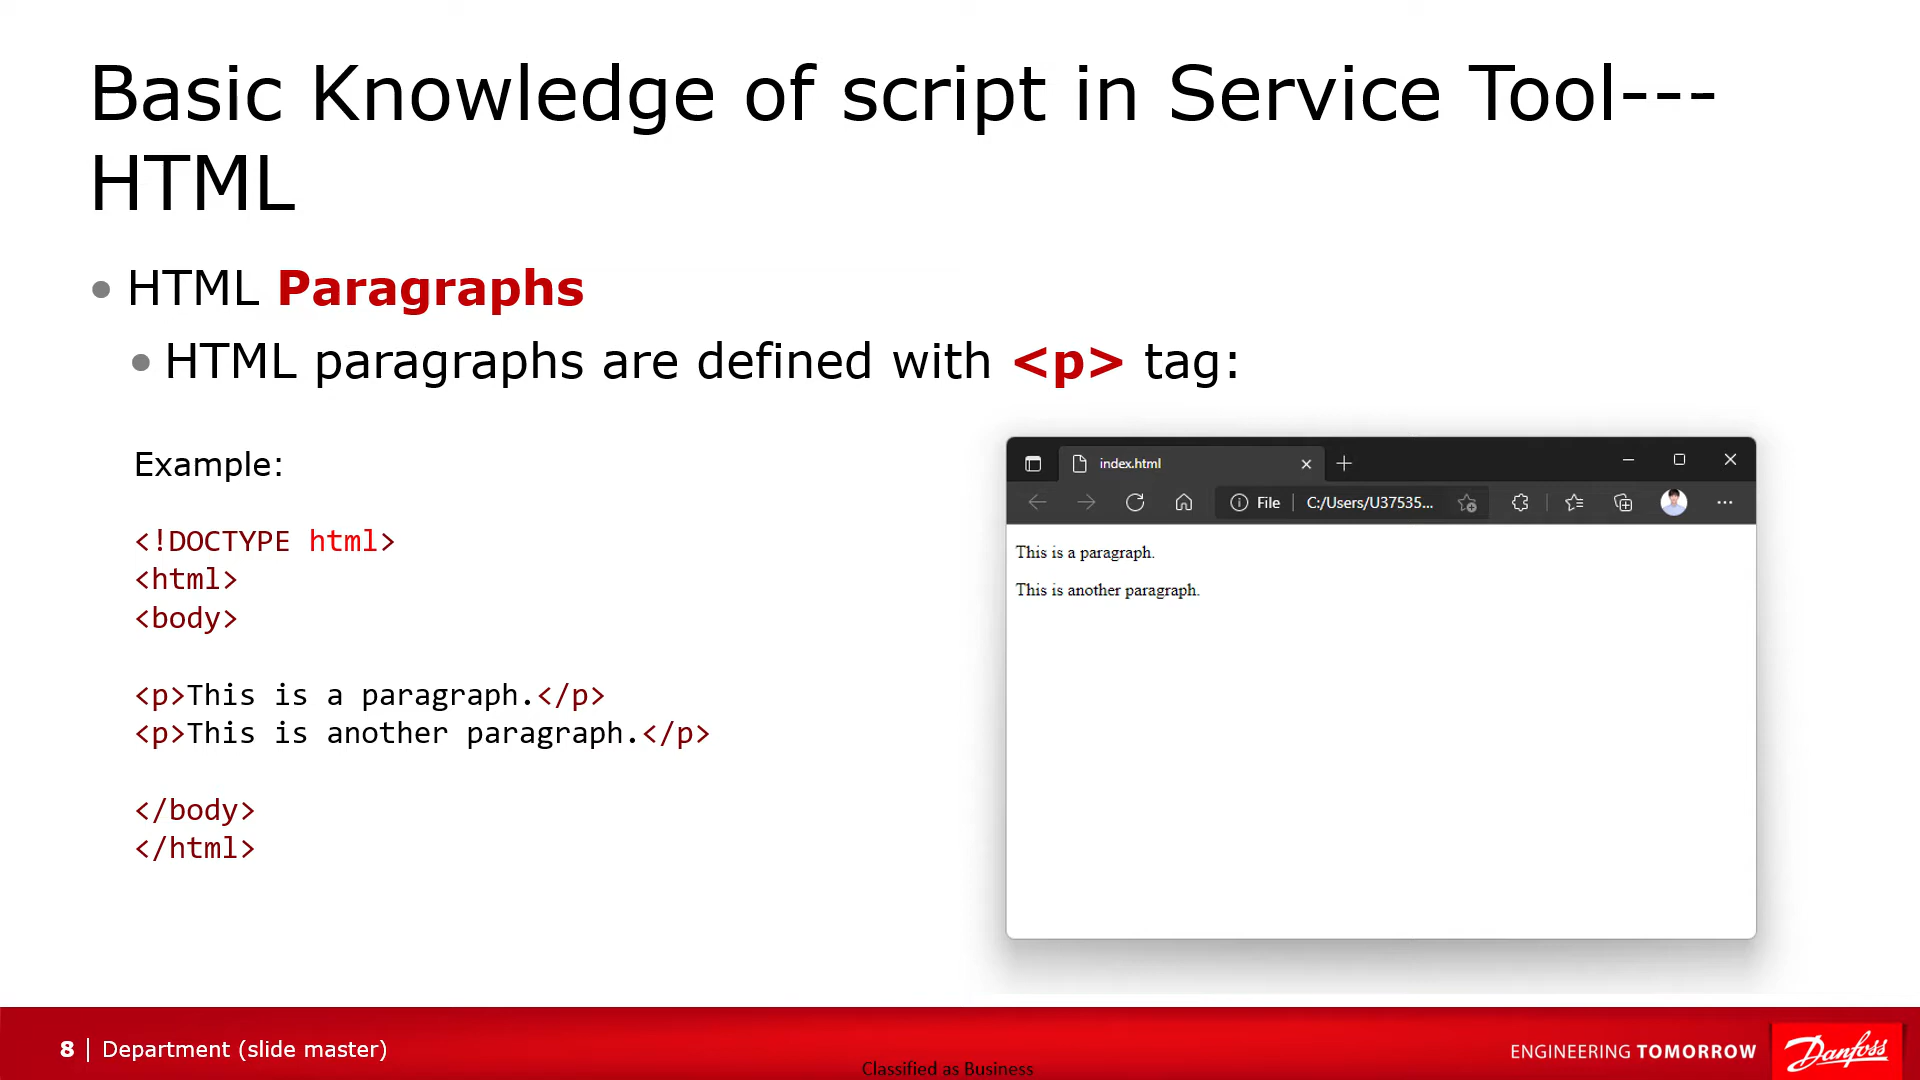 Basic Knowledge of script in Service Tool---
HTML
• HTML Paragraphs
• HTML paragraphs are defined with <p> tag:
Example:
<!DOCTYPE html>
<html>
<body>
<p>This is a paragraph.</p>
<p>This is another paragraph.</p>
</body>
</html>
index.html
File
C:/Users/U37535...
This is a paragraph.
This is another paragraph.
8 | Department (slide master)
Classified as Business
ENGINEERING TOMORROW
Danfoss